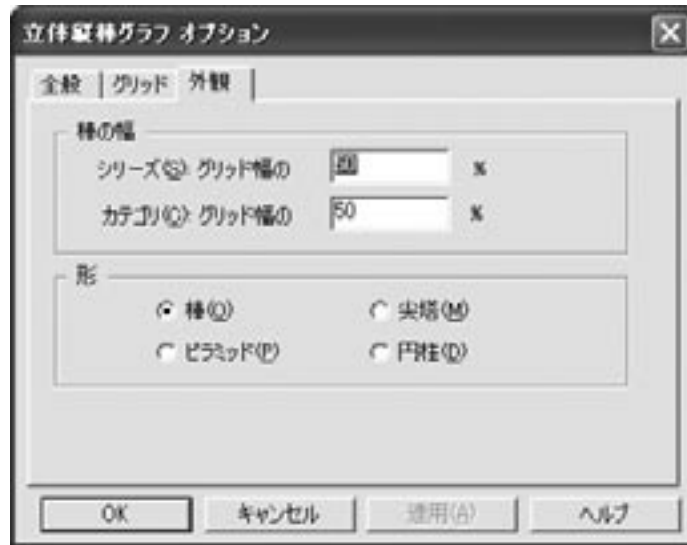 立体縦棒グラフ オプション
全般 グリッド 外観
棒の幅
シリーズ(S): グリッド幅の 50 %
カテゴリ(C): グリッド幅の 50 %
形
棒(O) 尖塔(M)
ピラミッド(P) 円柱(D)
OK キャンセル 適用(A) ヘルプ